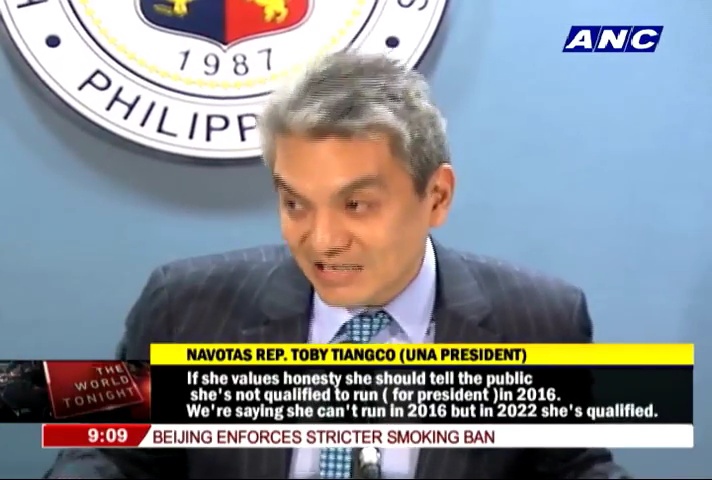 ANC
1987
PHILIPP
NAVOTAS REP. TOBY TIANGCO (UNA PRESIDENT)
THE
WORLD
TONIGHT
If she values honesty she should tell the public
she's not qualified to run ( for president )in 2016.
We're saying she can't run in 2016 but in 2022 she's qualified.
9:09
BEIJING ENFORCES STRICTER SMOKING BAN